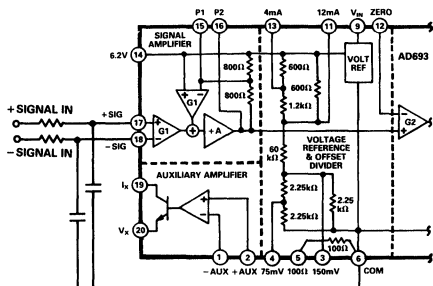 P1 P2 4mA 12mA VIN ZERO
15 16 13 11 9 12
SIGNAL AMPLIFIER
6.2V 14
800Ω
800Ω
500Ω
600Ω
1.2kΩ
VOLT REF
AD693
G1
+ SIGNAL IN
+SIG 17
G1
+A
G2
18
– SIGNAL IN
–SIG
VOLTAGE REFERENCE & OFFSET DIVIDER
60 kΩ
AUXILIARY AMPLIFIER
IX 19
2.25kΩ
2.25 kΩ
2.25kΩ
100Ω
VX 20
1 2 4 5 3 6
– AUX + AUX 75mV 100Ω 150mV COM